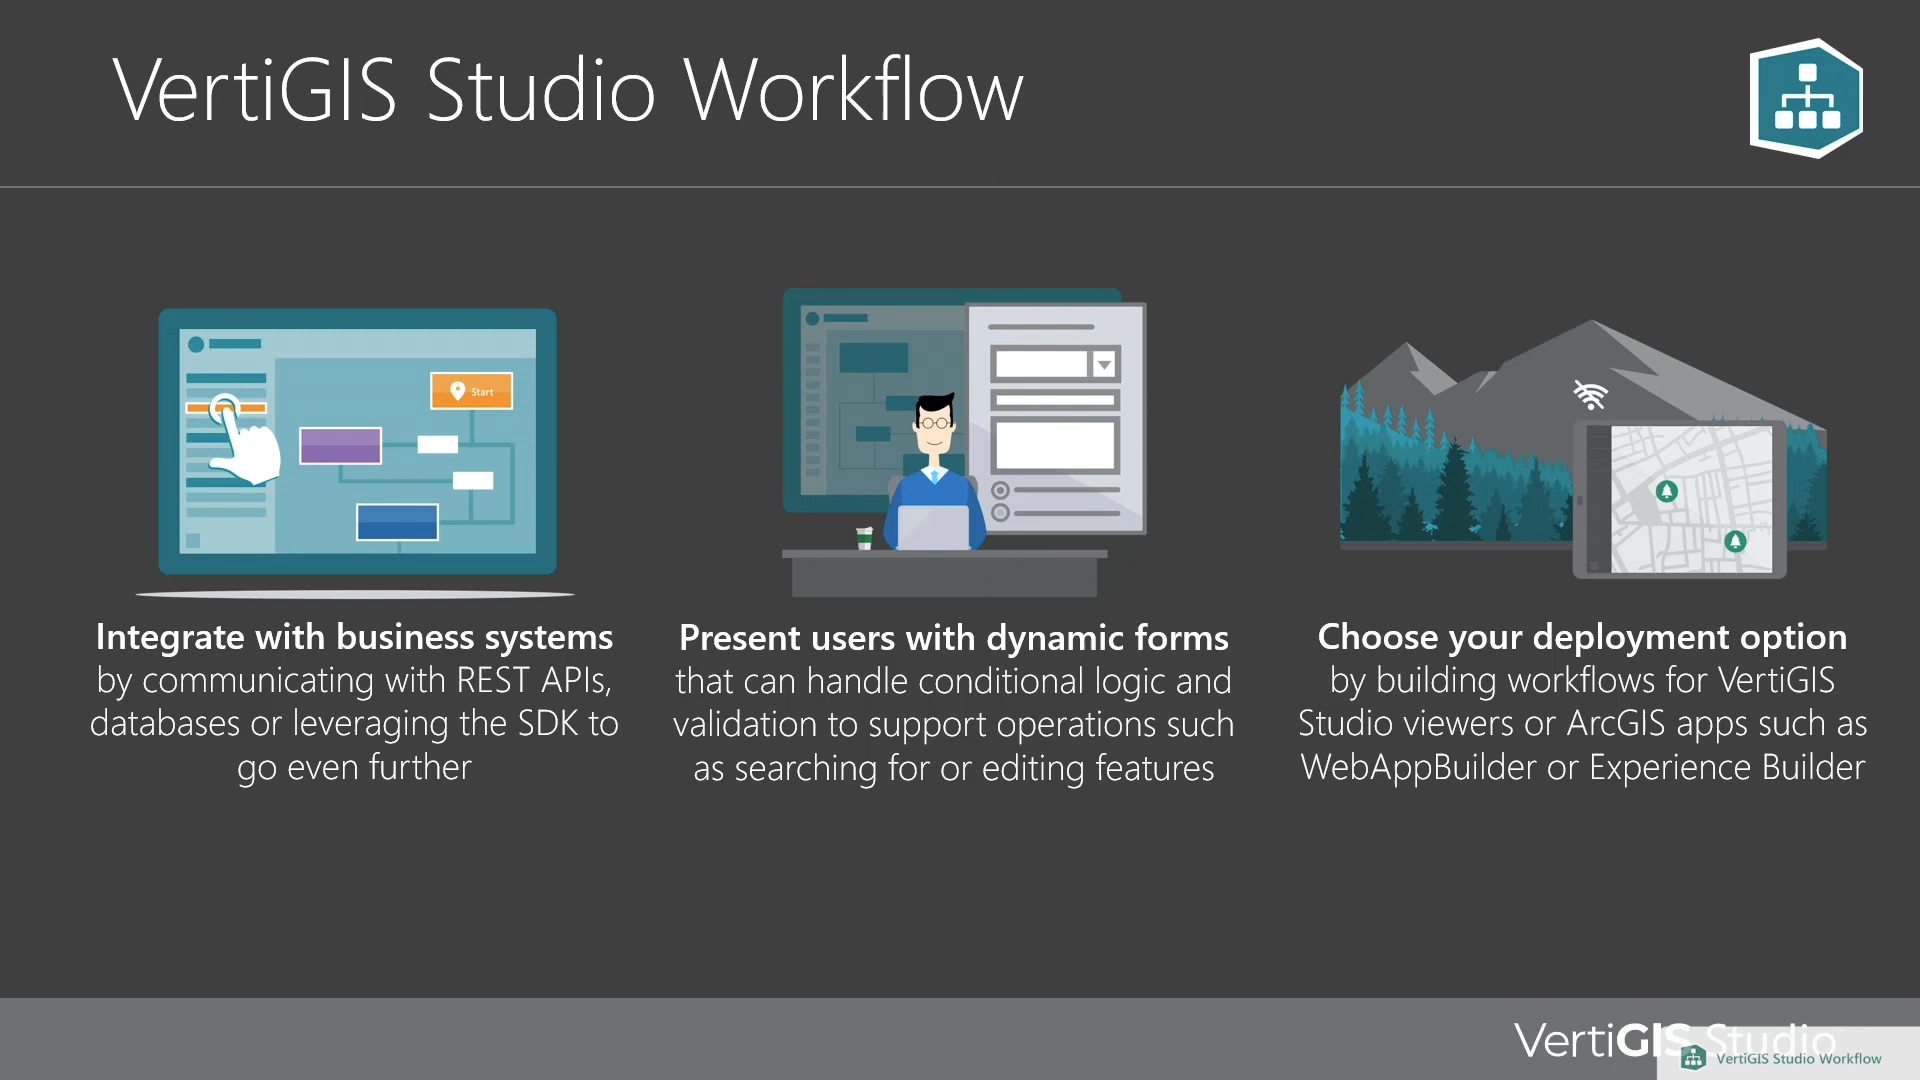 VertiGIS Studio Workflow
Start
Integrate with business systems
by communicating with REST APIs,
databases or leveraging the SDK to
go even further
Present users with dynamic forms
that can handle conditional logic and
validation to support operations such
as searching for or editing features
Choose your deployment option
by building workflows for VertiGIS
Studio viewers or ArcGIS apps such as
WebAppBuilder or Experience Builder
VertiGIS Studio
VertiGIS Studio Workflow